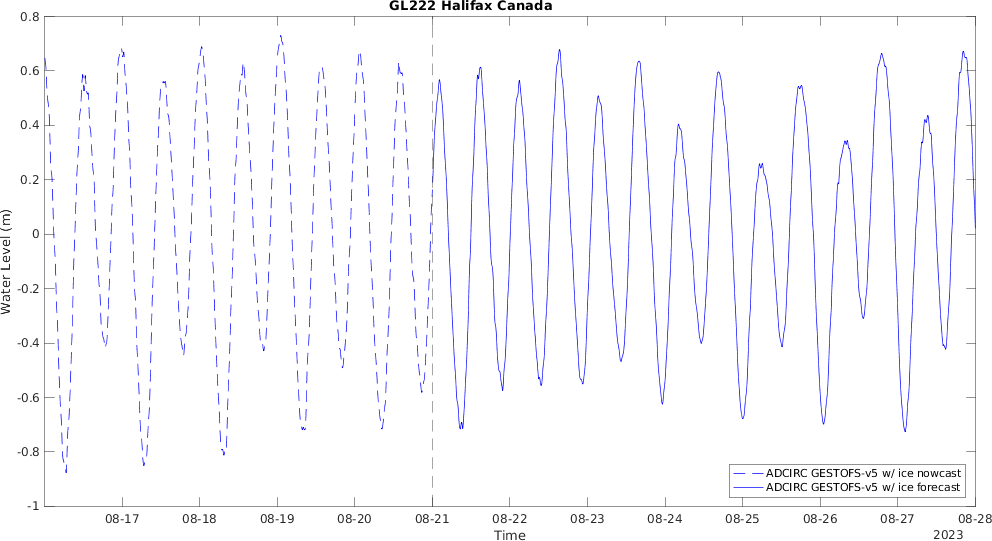 GL222 Halifax Canada
0.8
0.6
0.4
0.2
0
-0.2
-0.4
-0.6
-0.8
-1
Water Level (m)
ADCIRC GESTOFS-v5 w/ ice nowcast
ADCIRC GESTOFS-v5 w/ ice forecast
08-17 08-18 08-19 08-20 08-21 08-22 08-23 08-24 08-25 08-26 08-27 08-28
Time
2023